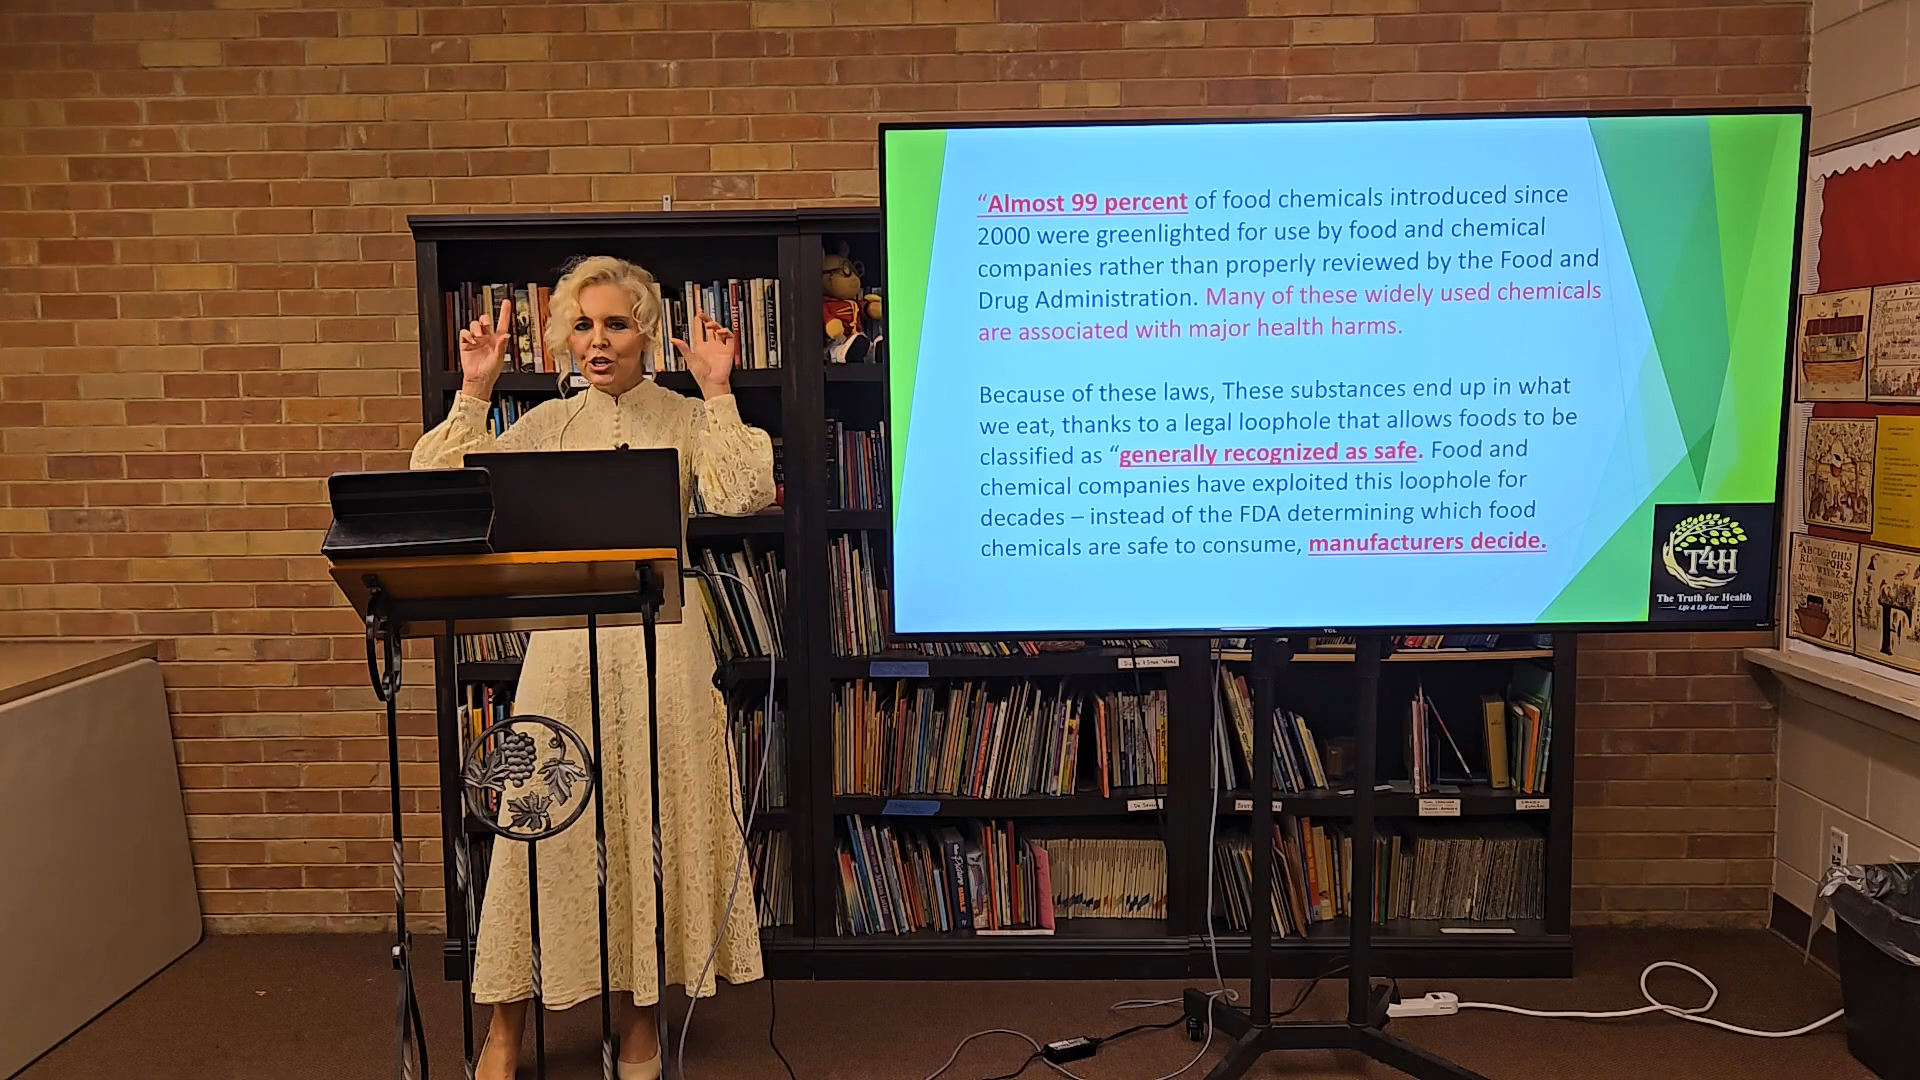 “Almost 99 percent of food chemicals introduced since
2000 were greenlighted for use by food and chemical
companies rather than properly reviewed by the Food and
Drug Administration. Many of these widely used chemicals
are associated with major health harms.
Because of these laws, These substances end up in what
we eat, thanks to a legal loophole that allows foods to be
classified as “generally recognized as safe. Food and
chemical companies have exploited this loophole for
decades – instead of the FDA determining which food
chemicals are safe to consume, manufacturers decide.
T4H
The Truth for Health
Life & Life Eternal
TCL